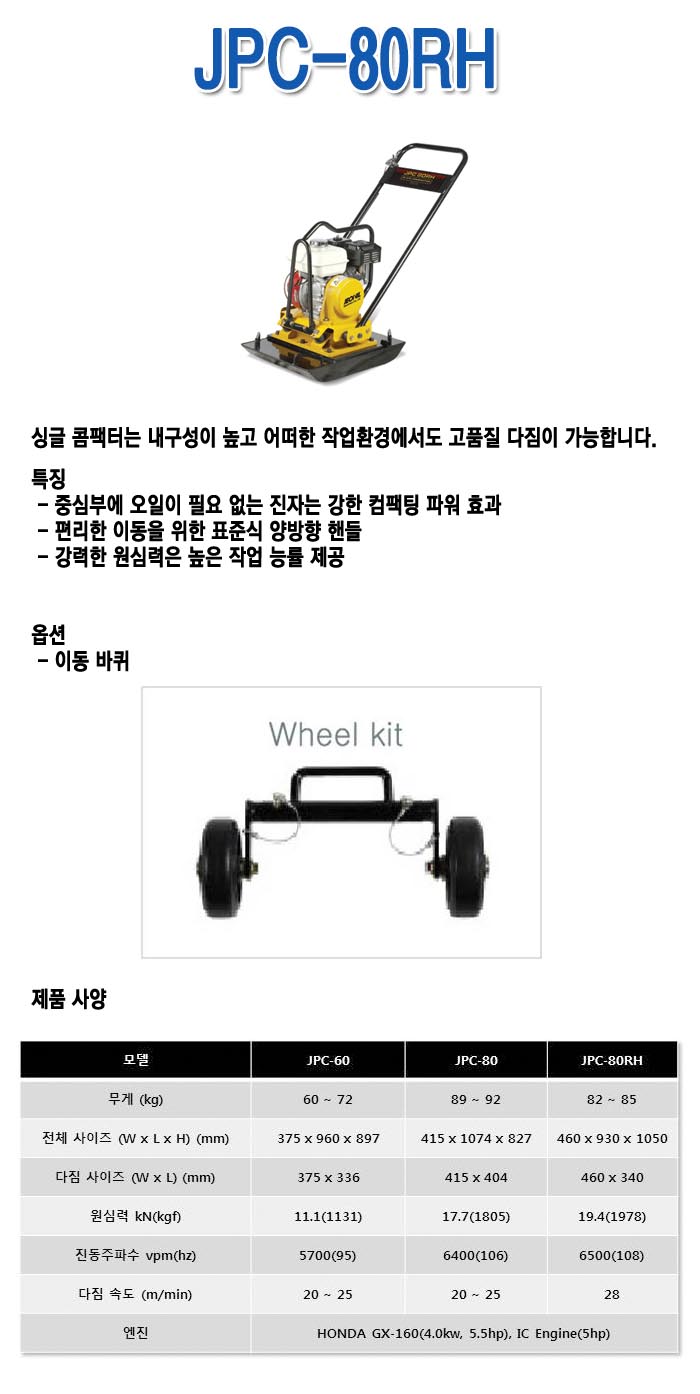 JPC-80RH
JPC-80RH
싱글 콤팩터는 내구성이 높고 어떠한 작업환경에서도 고품질 다짐이 가능합니다.
특징
- 중심부에 오일이 필요 없는 진자는 강한 컴팩팅 파워 효과
- 편리한 이동을 위한 표준식 양방향 핸들
- 강력한 원심력은 높은 작업 능률 제공
옵션
- 이동 바퀴
Wheel kit
제품 사양
모델 JPC-60 JPC-80 JPC-80RH
무게 (kg) 60 ~ 72 89 ~ 92 82 ~ 85
전체 사이즈 (W x L x H) (mm) 375 x 960 x 897 415 x 1074 x 827 460 x 930 x 1050
다짐 사이즈 (W x L) (mm) 375 x 336 415 x 404 460 x 340
원심력 kN(kgf) 11.1(1131) 17.7(1805) 19.4(1978)
진동주파수 vpm(hz) 5700(95) 6400(106) 6500(108)
다짐 속도 (m/min) 20 ~ 25 20 ~ 25 28
엔진 HONDA GX-160(4.0kw, 5.5hp), IC Engine(5hp)